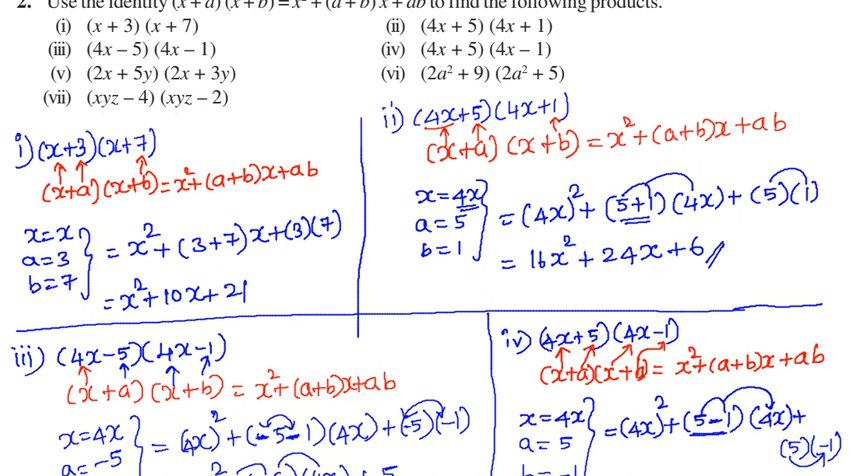 2. Use the identity (x + a) (x + b) = x² + (a + b) x + ab to find the following products.
(i) (x + 3) (x + 7)
(ii) (4x + 5) (4x + 1)
(iii) (4x – 5) (4x – 1)
(iv) (4x + 5) (4x – 1)
(v) (2x + 5y) (2x + 3y)
(vi) (2a² + 9) (2a² + 5)
(vii) (xyz – 4) (xyz – 2)
i) (x+3)(x+7)
(x+a)(x+b)=x²+(a+b)x+ab
x=x
a=3
b=7
= x²+(3+7)x+(3)(7)
= x²+10x+21
ii) (4x+5)(4x+1)
(x+a)(x+b)=x²+(a+b)x+ab
x=4x
a=5
b=1
= (4x)²+(5+1)(4x)+(5)(1)
= 16x²+24x+6
iii) (4x-5)(4x-1)
(x+a)(x+b)=x²+(a+b)x+ab
x=4x
a=-5
= (4x)²+(-5-1)(4x)+(-5)(-1)
iv) (4x+5)(4x-1)
(x+a)(x+b)=x²+(a+b)x+ab
x=4x
a=5
=(4x)²+(5-1)(4x)+
(5)(-1)